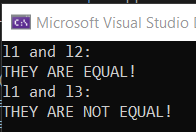 Microsoft Visual Studio
l1 and l2:
THEY ARE EQUAL!
l1 and l3:
THEY ARE NOT EQUAL!